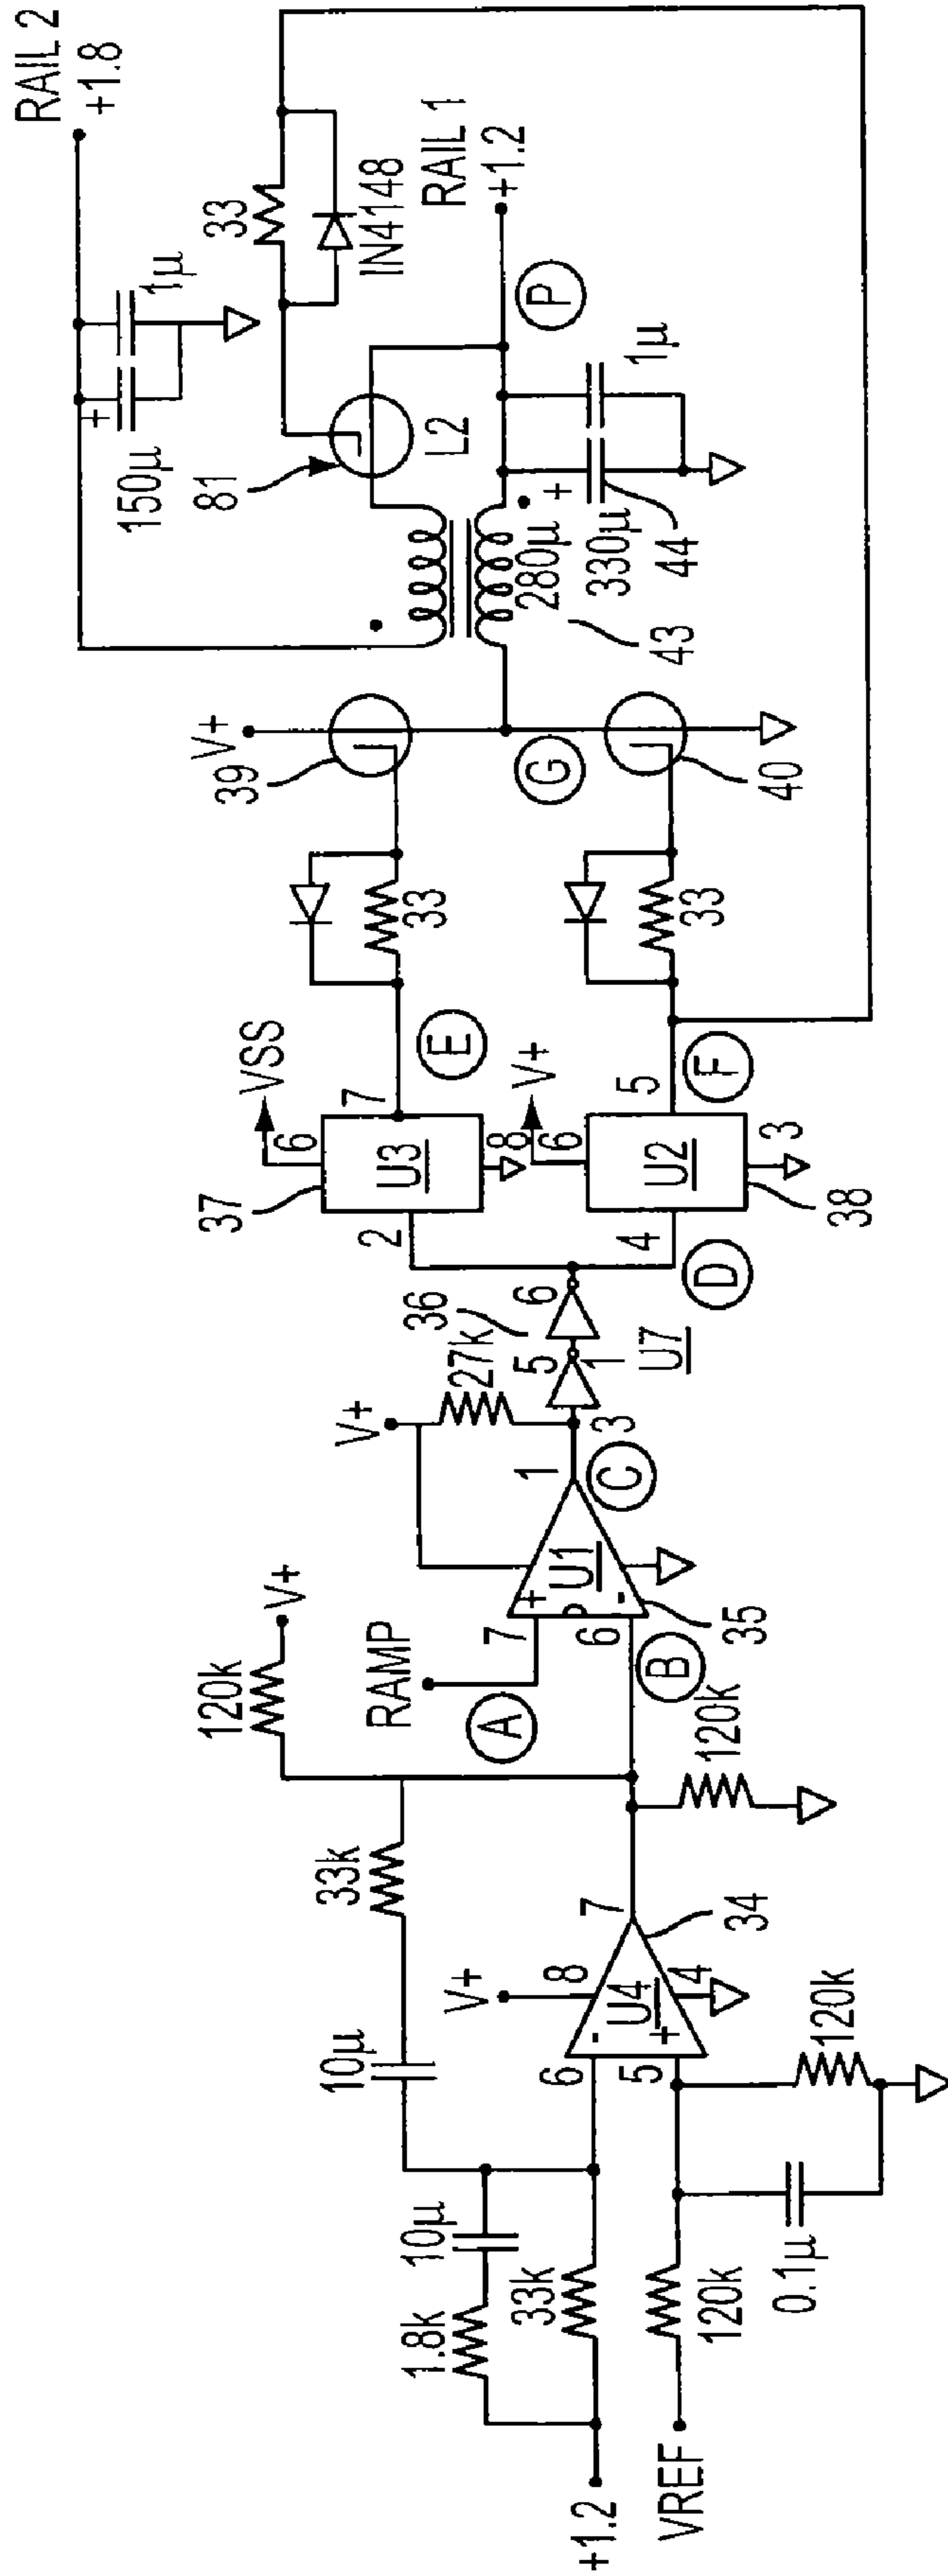 +1.2
VREF
1.8k
10µ
33k
120k
0.1µ
120k
10µ
33k
6
5
-
+
U4
V+
8
4
7
34
120k
V+
120k
RAMP
A
B
7
6
+
-
U1
35
1
C
V+
27k
3
5
1
36
6
U7
D
2
4
37
U3
6
VSS
7
8
E
V+
6
U2
5
3
38
F
33
33
V+
39
G
40
43
280µ
L2
81
+
330µ
44
1µ
P
RAIL 1
+1.2
33
IN4148
+
150µ
1µ
RAIL 2
+1.8